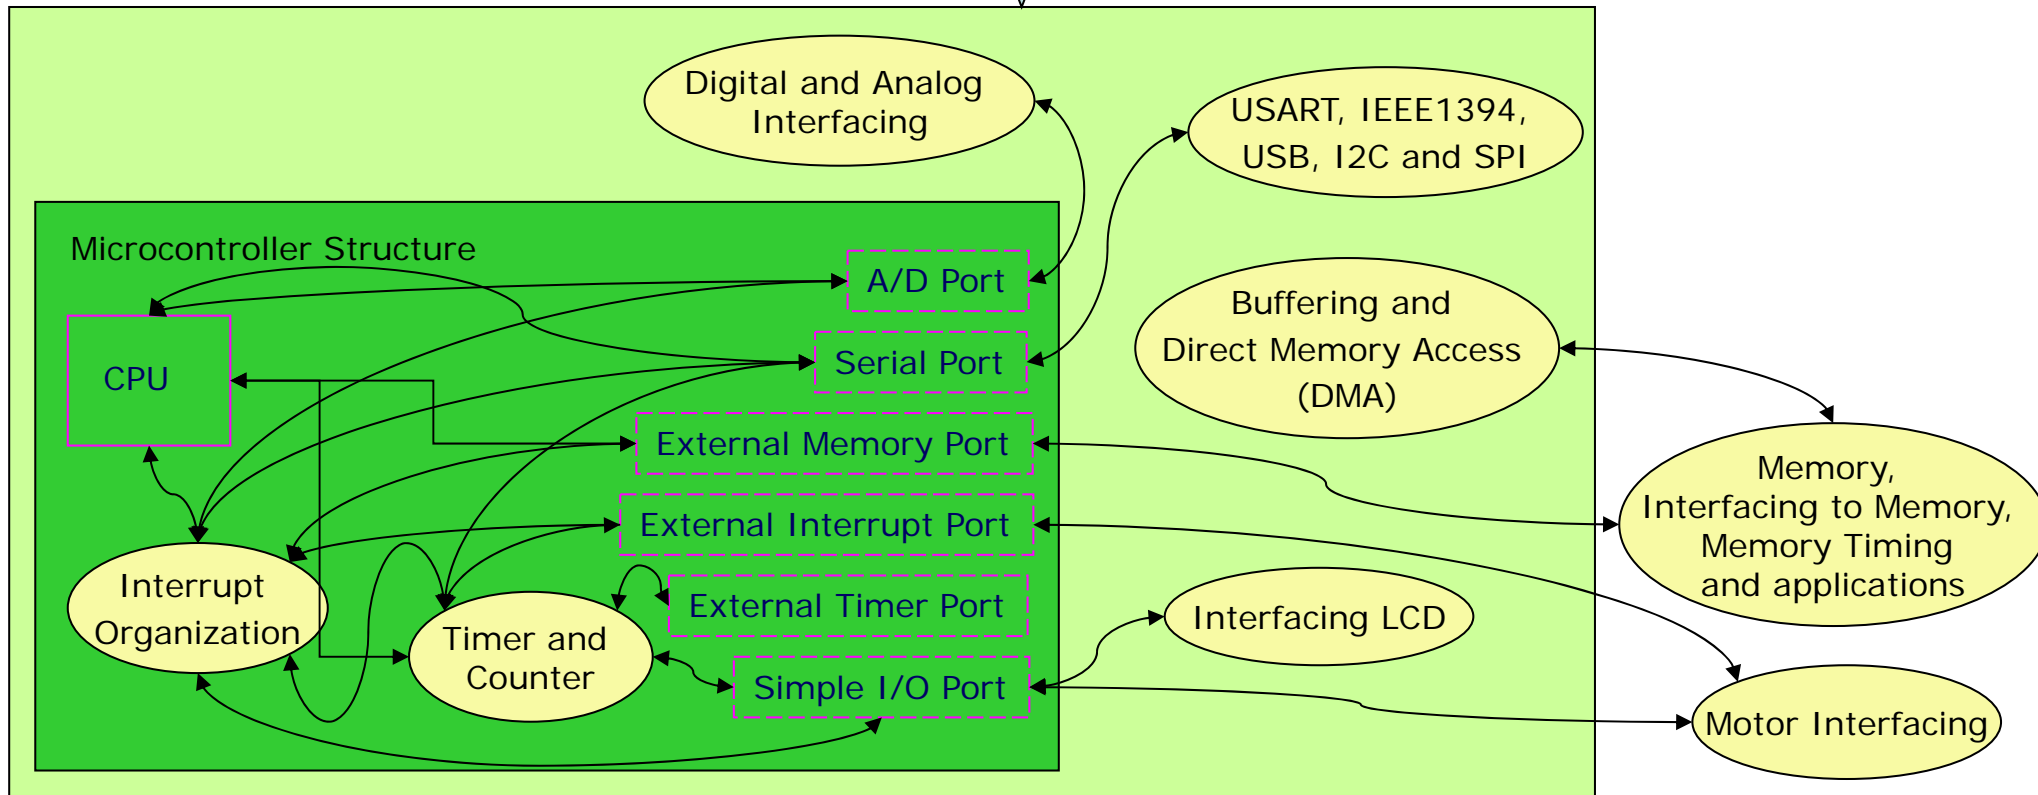 Digital and Analog
Interfacing
USART, IEEE1394,
USB, I2C and SPI
Microcontroller Structure
A/D Port
Buffering and
Direct Memory Access
(DMA)
CPU
Serial Port
External Memory Port
Memory,
Interfacing to Memory,
Memory Timing
and applications
External Interrupt Port
Interrupt
Organization
External Timer Port
Interfacing LCD
Timer and
Counter
Simple I/O Port
Motor Interfacing